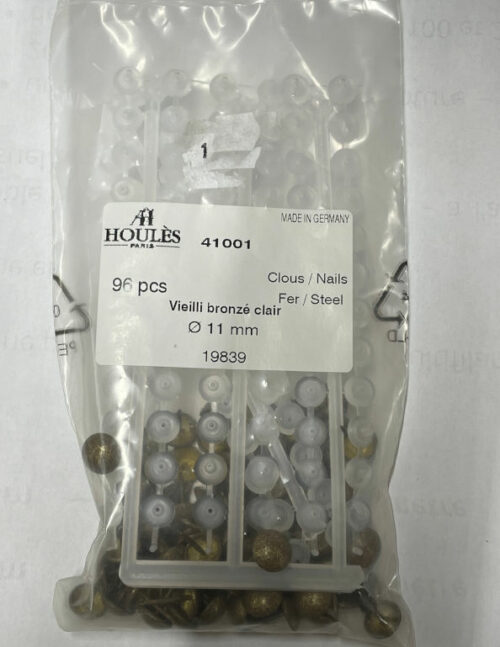 1
HOULÈS
PARIS
MADE IN GERMANY
41001
96 pcs
Clous / Nails
Fer / Steel
Vieilli bronzé clair
Ø 11 mm
19839